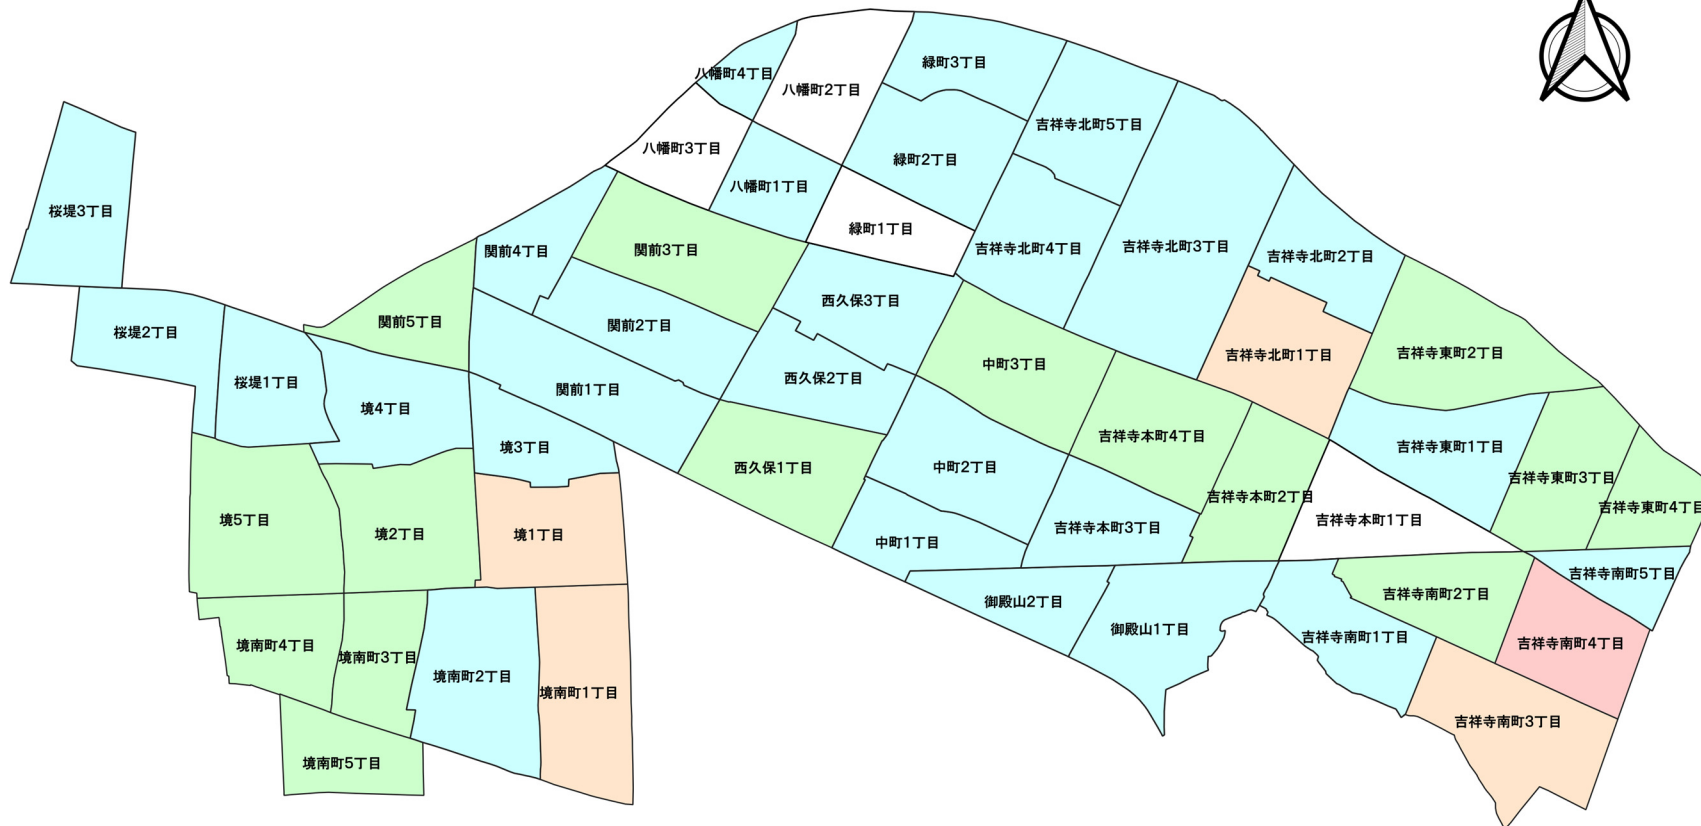 緑町3丁目
八幡町4丁目
八幡町2丁目
吉祥寺北町5丁目
八幡町3丁目
緑町2丁目
八幡町1丁目
桜堤3丁目
緑町1丁目
関前4丁目
関前3丁目
吉祥寺北町4丁目
吉祥寺北町3丁目
吉祥寺北町2丁目
西久保3丁目
関前5丁目
関前2丁目
桜堤2丁目
吉祥寺北町1丁目
吉祥寺東町2丁目
中町3丁目
桜堤1丁目
西久保2丁目
関前1丁目
境4丁目
吉祥寺本町4丁目
境3丁目
吉祥寺東町1丁目
西久保1丁目
中町2丁目
吉祥寺東町3丁目
吉祥寺本町2丁目
吉祥寺東町4丁目
境5丁目
吉祥寺本町1丁目
吉祥寺本町3丁目
境2丁目
境1丁目
中町1丁目
吉祥寺南町5丁目
吉祥寺南町2丁目
御殿山2丁目
御殿山1丁目
吉祥寺南町1丁目
境南町4丁目
吉祥寺南町4丁目
境南町3丁目
境南町2丁目
境南町1丁目
吉祥寺南町3丁目
境南町5丁目